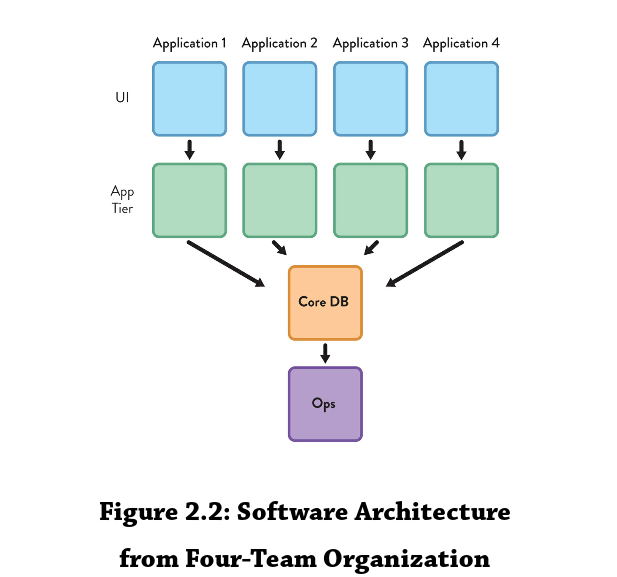 Application 1 Application 2 Application 3 Application 4
UI
App
Tier
Core DB
Ops
Figure 2.2: Software Architecture
from Four-Team Organization